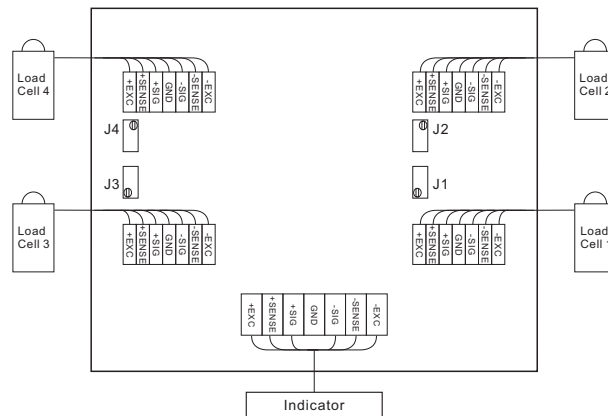 Load
Cell 4
+EXC
+SENSE
+SIG
GND
-SIG
-SENSE
-EXC
+EXC
+SENSE
+SIG
GND
-SIG
-SENSE
-EXC
Load
Cell 2
J4
J2
J3
J1
Load
Cell 3
+EXC
+SENSE
+SIG
GND
-SIG
-SENSE
-EXC
+EXC
+SENSE
+SIG
GND
-SIG
-SENSE
-EXC
Load
Cell 1
+EXC
+SENSE
+SIG
GND
-SIG
-SENSE
-EXC
Indicator